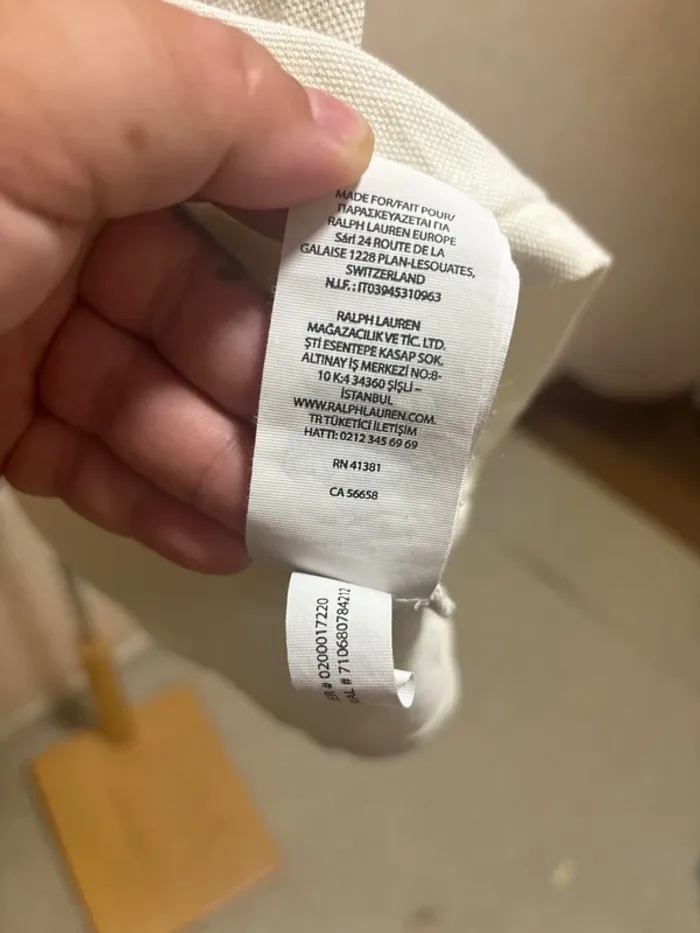 MADE FOR/FAIT POUR/
ΠΑΡΑΣΚΕΥΑΖΕΤΑΙ ΓΙΑ
RALPH LAUREN EUROPE
Sárl 24 ROUTE DE LA
GALAISE 1228 PLAN-LESOUATES,
SWITZERLAND
N.I.F.: IT03945310963
RALPH LAUREN
MAĞAZACILIK VE TİC. LTD.
ŞTİ ESENTEPE KASAP SOK.
ALTINAY İŞ MERKEZİ NO:8-
10 K:4 34360 ŞİŞLİ –
İSTANBUL
WWW.RALPHLAUREN.COM.
TR TÜKETİCİ İLETİŞİM
HATTI: 0212 345 69 69
RN 41381
CA 56658
# 0200017220
# 710680784212